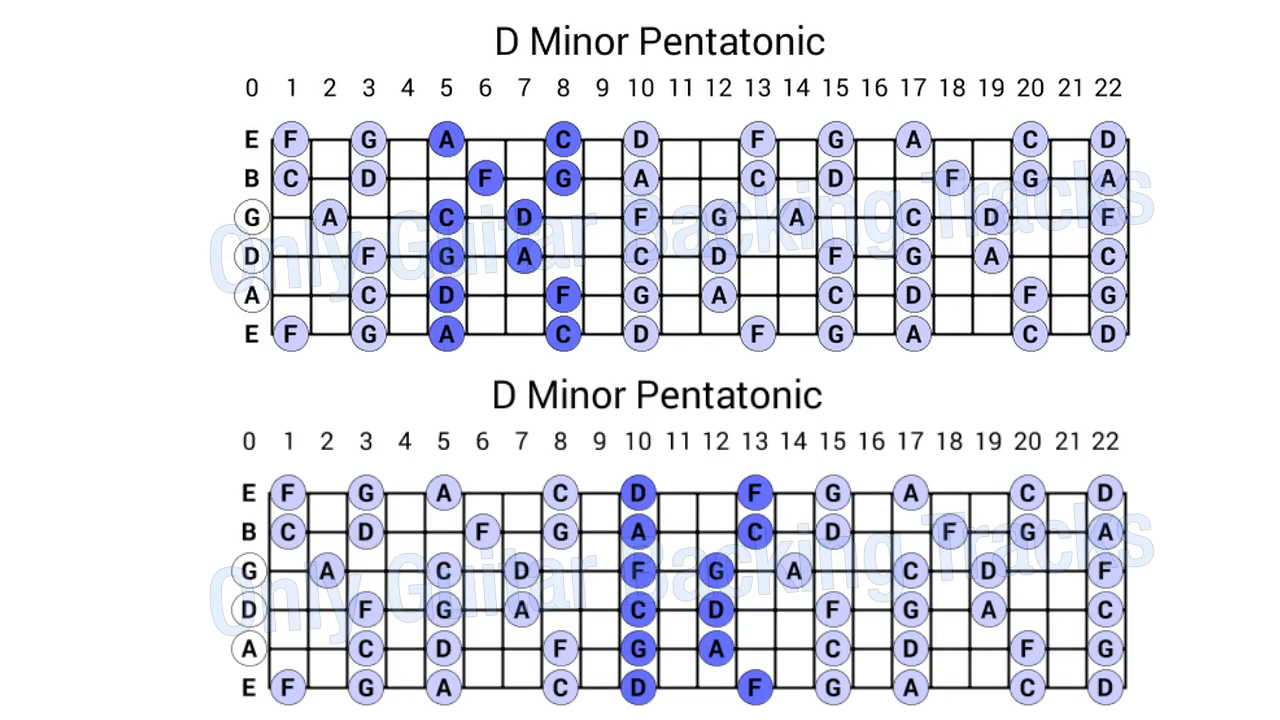 D Minor Pentatonic
0 1 2 3 4 5 6 7 8 9 10 11 12 13 14 15 16 17 18 19 20 21 22
E F G A C D F G A C D
B C D F G A C D F G A
G A C D F G A C D F
D F G A C D F G A C
A C D F G A C D F G
E F G A C D F G A C D
Only Guitar Backing Tracks
D Minor Pentatonic
0 1 2 3 4 5 6 7 8 9 10 11 12 13 14 15 16 17 18 19 20 21 22
E F G A C D F G A C D
B C D F G A C D F G A
G A C D F G A C D F
D F G A C D F G A C
A C D F G A C D F G
E F G A C D F G A C D
Only Guitar Backing Tracks